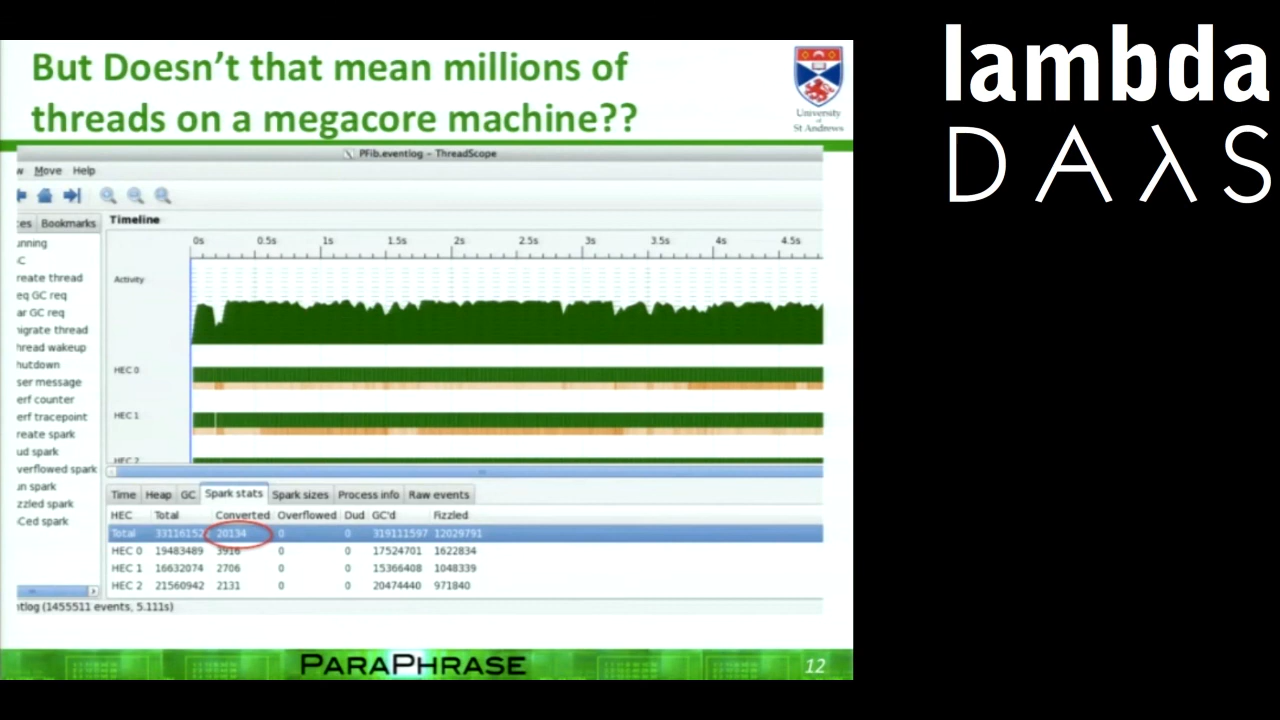 But Doesn't that mean millions of
threads on a megacore machine??
University
of
St Andrews
lambda
DAλS
PFib.eventlog - ThreadScope
w Move Help
es Bookmarks
Timeline
unning
C
reate thread
eq GC req
ar GC req
nigrate thread
hread wakeup
hutdown
ser message
erf counter
erf tracepoint
reate spark
ud spark
verflowed spark
un spark
zzled spark
Ced spark
0s 0.5s 1s 1.5s 2s 2.5s 3s 3.5s 4s 4.5s
Activity
HEC 0
HEC 1
HEC 2
Time Heap GC Spark stats Spark sizes Process info Raw events
HEC Total Converted Overflowed Dud GC'd Fizzled
Total 33116152 20134 0 0 319111597 12029791
HEC 0 19483489 3916 0 0 17524701 1622834
HEC 1 16632074 2706 0 0 15366408 1048339
HEC 2 21560942 2131 0 0 20474440 971840
ntlog (1455511 events, 5.111s)
PARAPHRASE
12